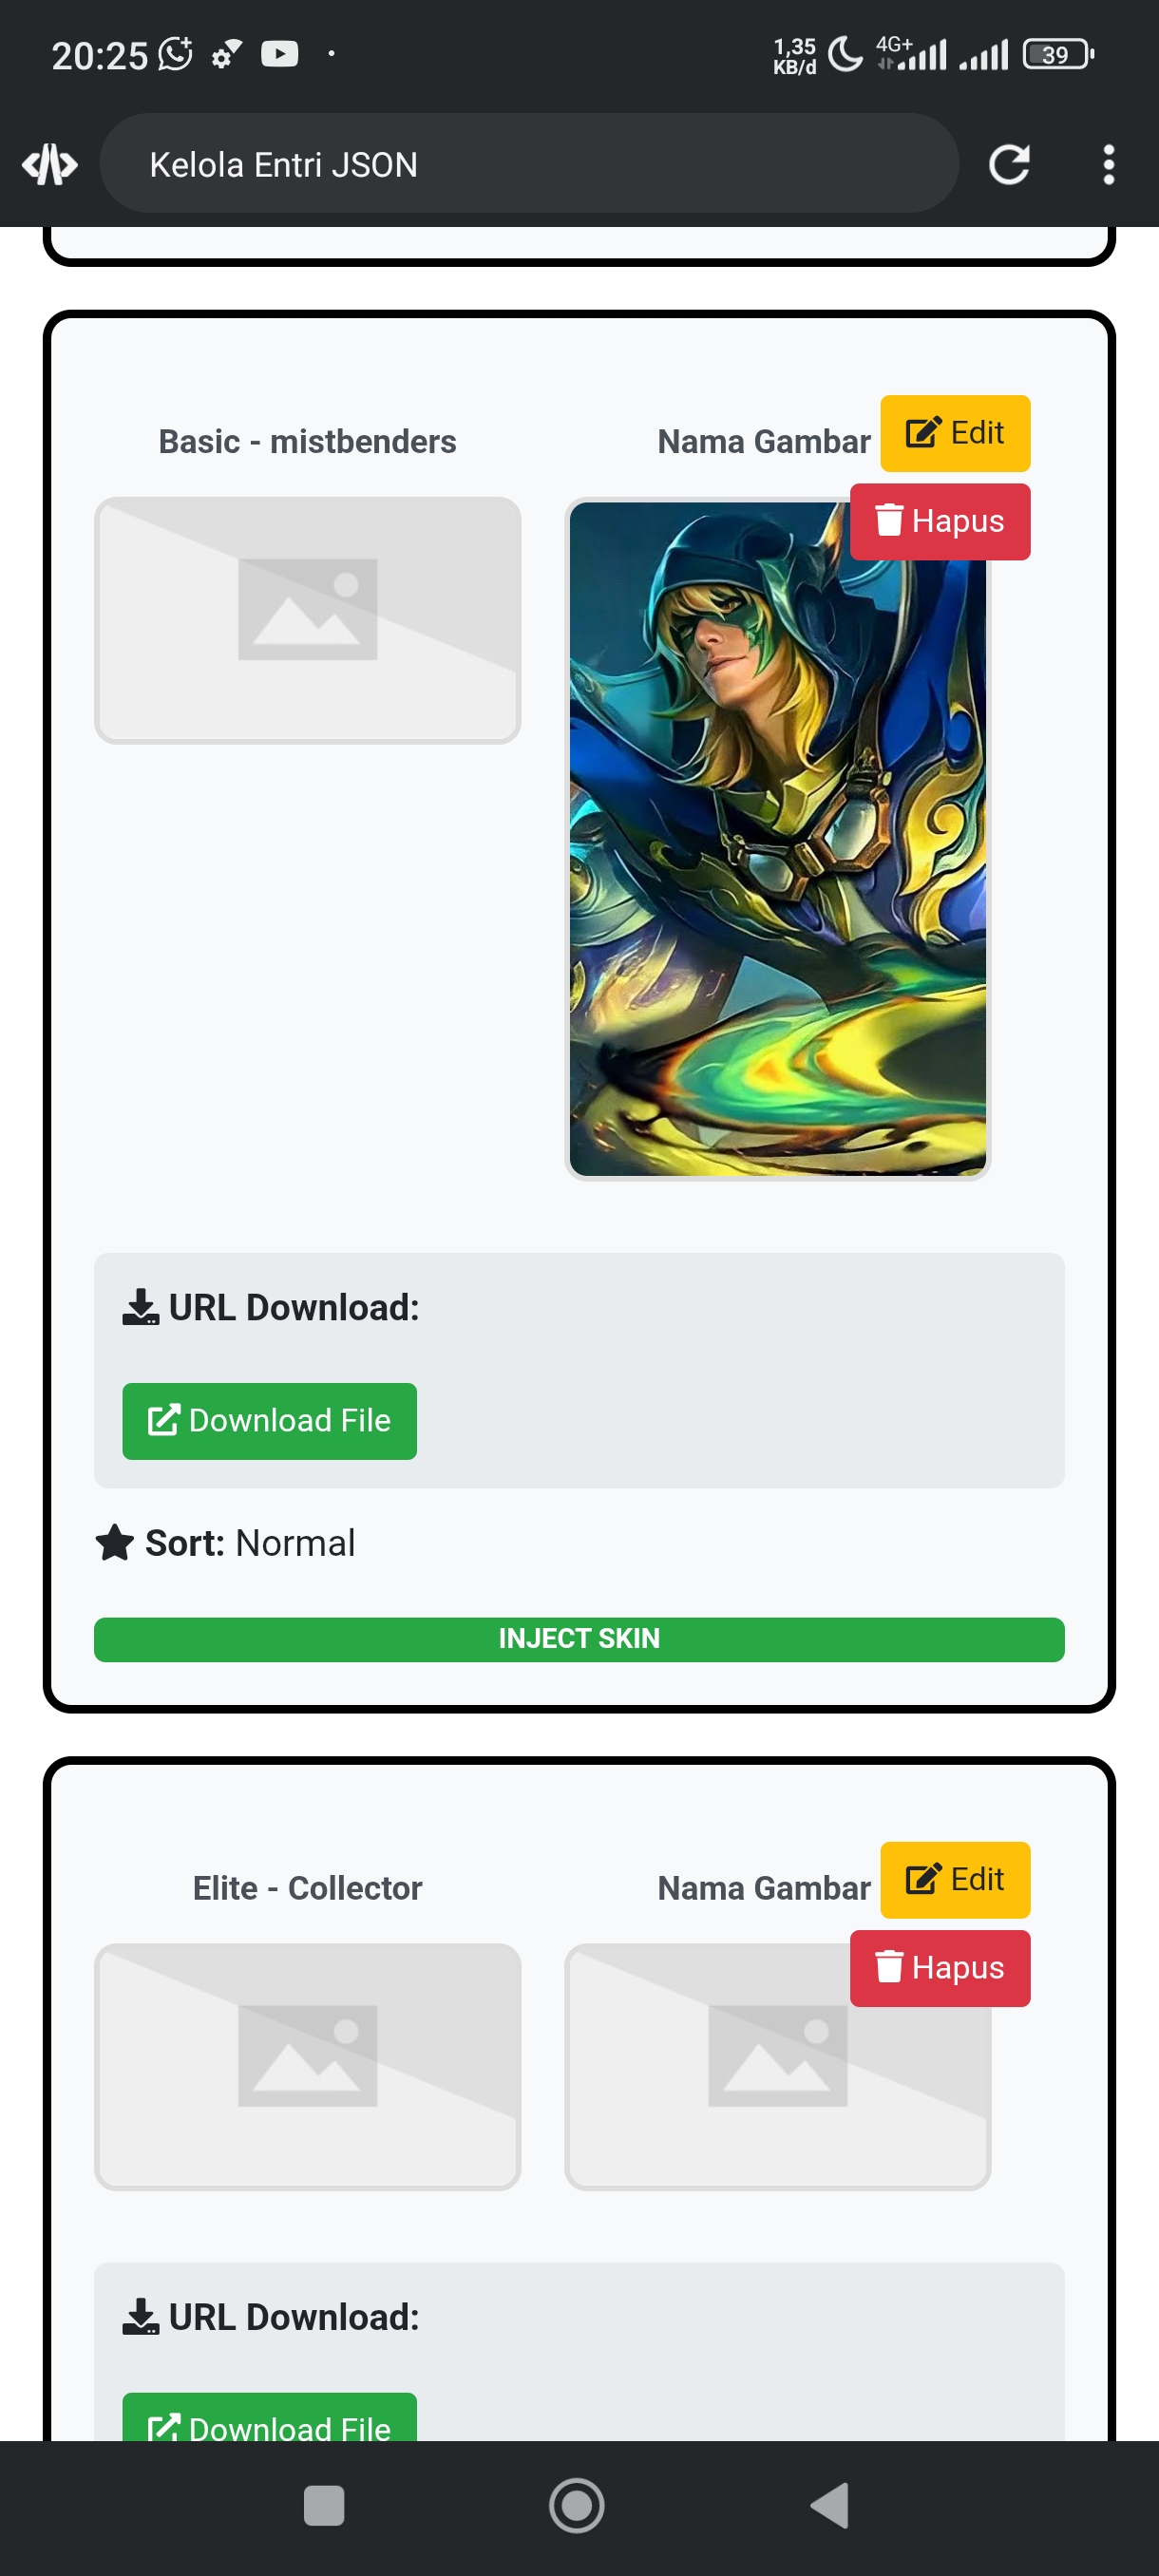 20:25
1,35
KB/d
4G+
39
Kelola Entri JSON
Basic - mistbenders
Nama Gambar
Edit
Hapus
URL Download:
Download File
Sort: Normal
INJECT SKIN
Elite - Collector
Nama Gambar
Edit
Hapus
URL Download:
Download File